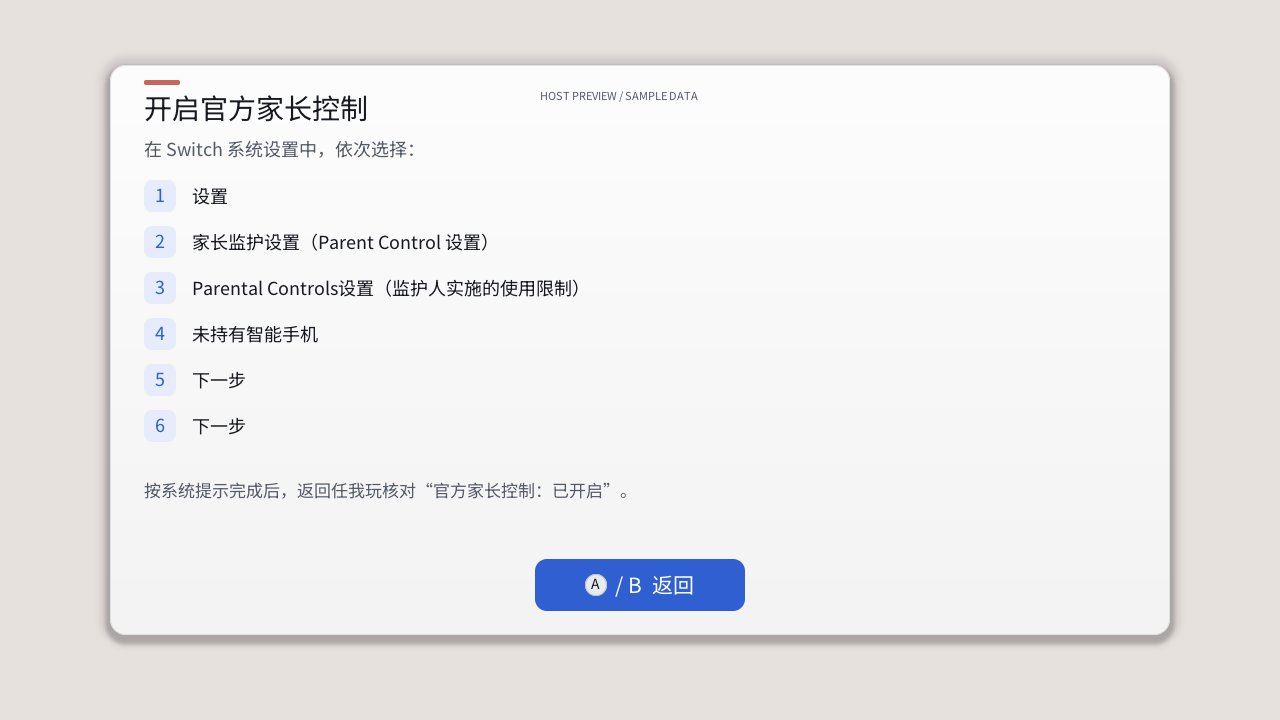 开启官方家长控制
HOST PREVIEW / SAMPLE DATA
在 Switch 系统设置中，依次选择：
1 设置
2 家长监护设置（Parent Control 设置）
3 Parental Controls设置（监护人实施的使用限制）
4 未持有智能手机
5 下一步
6 下一步
按系统提示完成后，返回任我玩核对“官方家长控制：已开启”。
A / B 返回